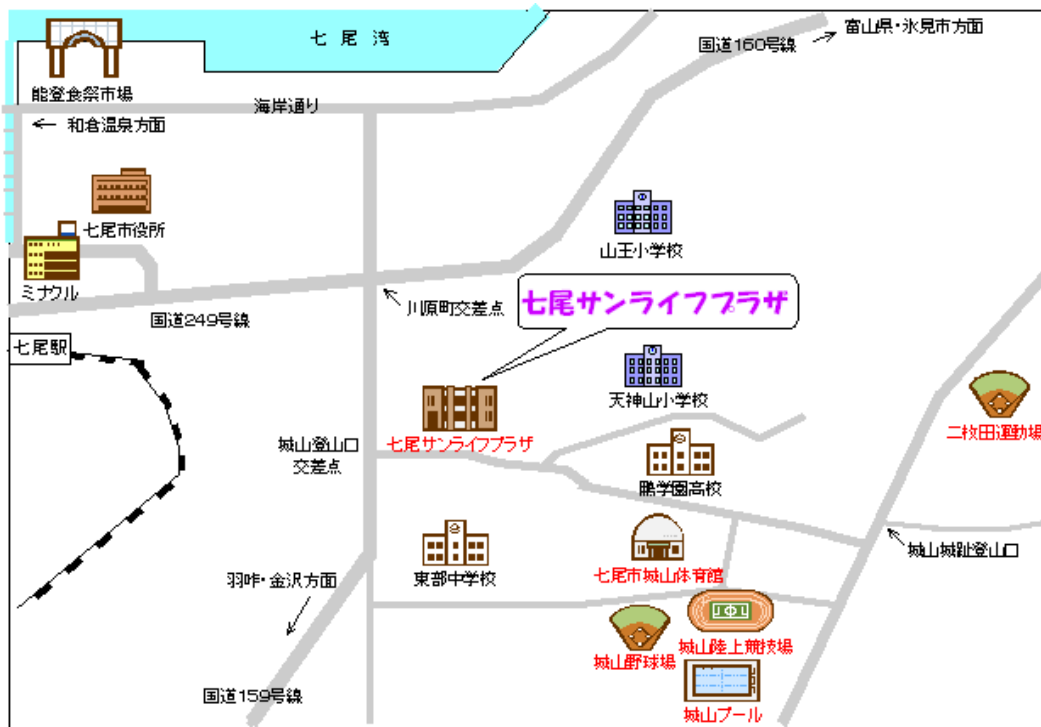 七尾湾
富山県・氷見市方面
国道160号線
能登食祭市場
海岸通り
← 和倉温泉方面
七尾市役所
山王小学校
ミナクル
川原町交差点
七尾サンライフプラザ
国道249号線
七尾駅
天神山小学校
七尾サンライフプラザ
二枚田運動場
城山登山口
交差点
鵬学園高校
城山城趾登山口
東部中学校
七尾市城山体育館
羽咋・金沢方面
城山陸上競技場
城山野球場
国道159号線
城山プール